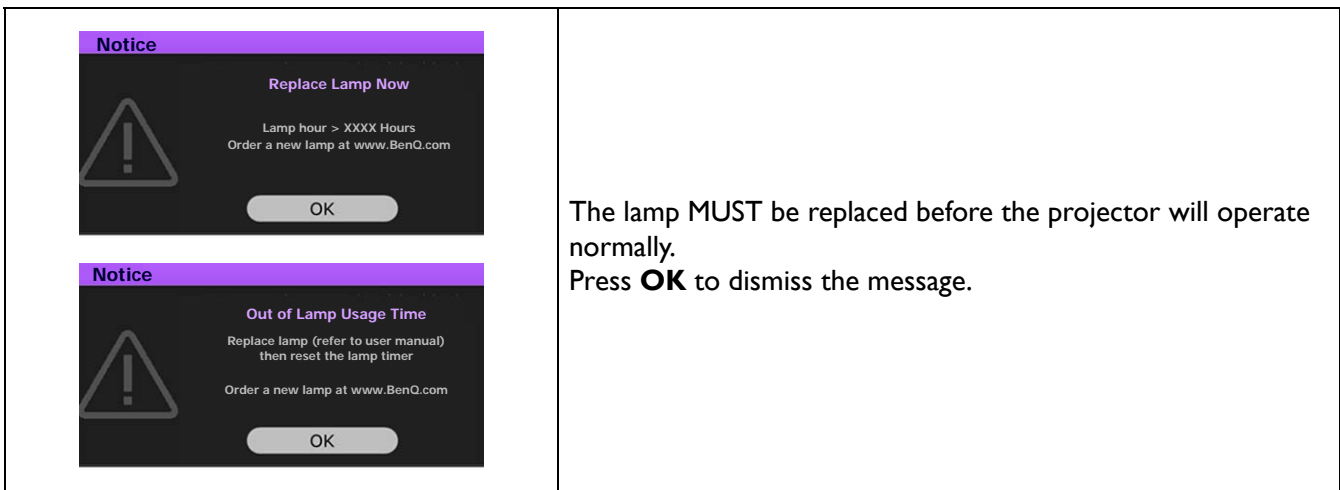 Notice
Replace Lamp Now
Lamp hour > XXXX Hours
Order a new lamp at www.BenQ.com
OK
Notice
Out of Lamp Usage Time
Replace lamp (refer to user manual)
then reset the lamp timer
Order a new lamp at www.BenQ.com
OK
The lamp MUST be replaced before the projector will operate
normally.
Press OK to dismiss the message.